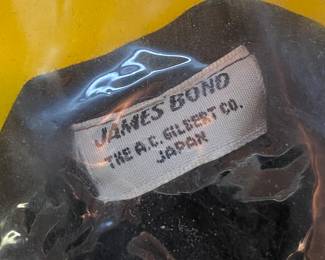 JAMES BOND
THE A.C. GILBERT CO.
JAPAN